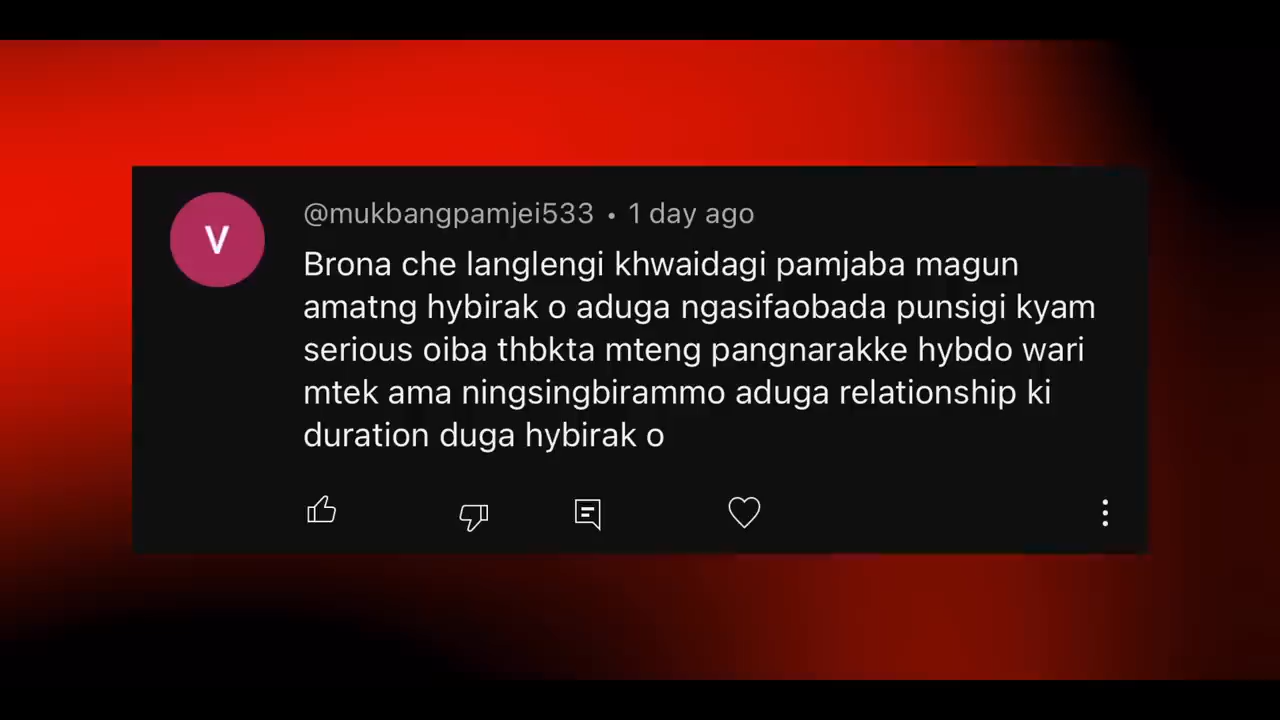 V
@mukbangpamjei533 • 1 day ago
Brona che langlengi khwaidagi pamjaba magun
amatng hybirak o aduga ngasifaobada punsigi kyam
serious oiba thbkta mteng pangnarakke hybdo wari
mtek ama ningsingbirammo aduga relationship ki
duration duga hybirak o